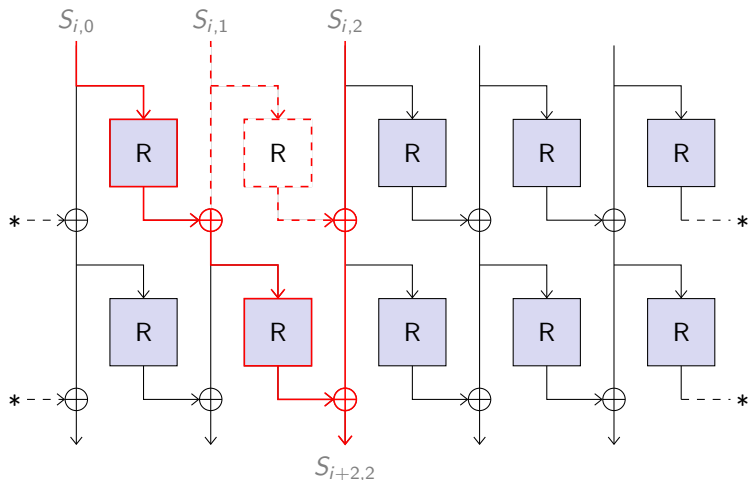 S_{i,0} S_{i,1} S_{i,2}
R R R R R
* *
R R R R R
* *
S_{i+2,2}